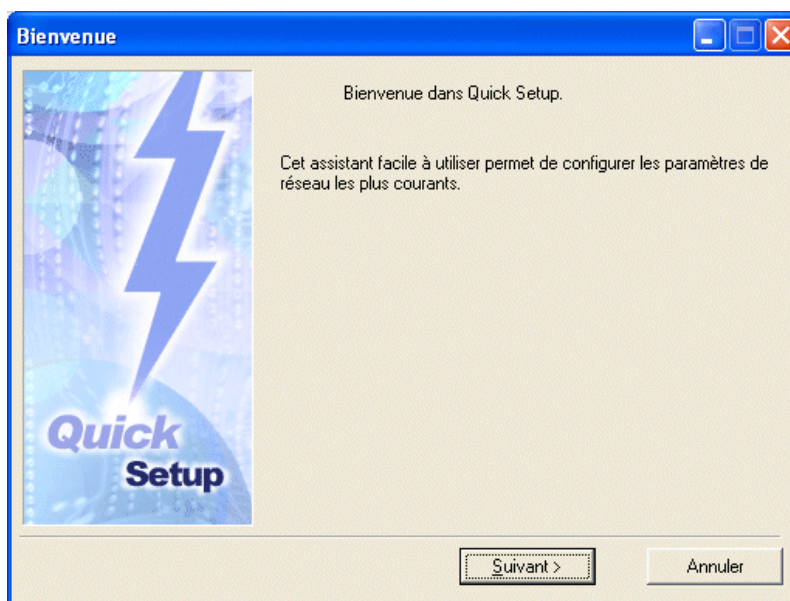 Bienvenue
Bienvenue dans Quick Setup.
Cet assistant facile à utiliser permet de configurer les paramètres de
réseau les plus courants.
Quick
Setup
Suivant >
Annuler